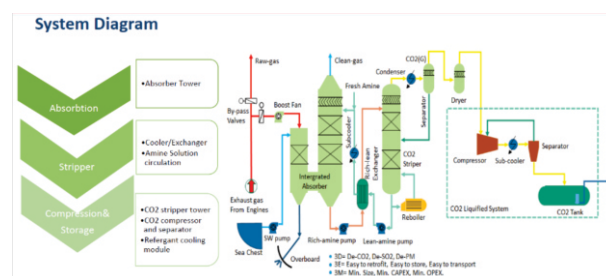 System Diagram
Absorbtion
•Absorber Tower
Stripper
•Cooler/Exchanger
•Amine Solution
circulation
Compression&
Storage
•CO2 stripper tower
•CO2 compressor
and separator
•Refergant cooling
module
Raw-gas
Clean-gas
CO2(G)
Condenser
Fresh Amine
By-pass
Valves
Boost Fan
Subcooler
Rich-lean
Exchanger
Separator
Dryer
CO2
Striper
Intergrated
Absorber
Compressor
Sub-cooler
Separator
Exhaust gas
From Engines
Reboiler
CO2 Liquified System
CO2 Tank
SW pump
Rich-amine pump
Lean-amine pump
Sea Chest
Overboard
• 3D= De-CO2, De-SO2, De-PM
• 3E= Easy to retrofit, Easy to store, Easy to transport
• 3M= Min. Size, Min. CAPEX, Min. OPEX.